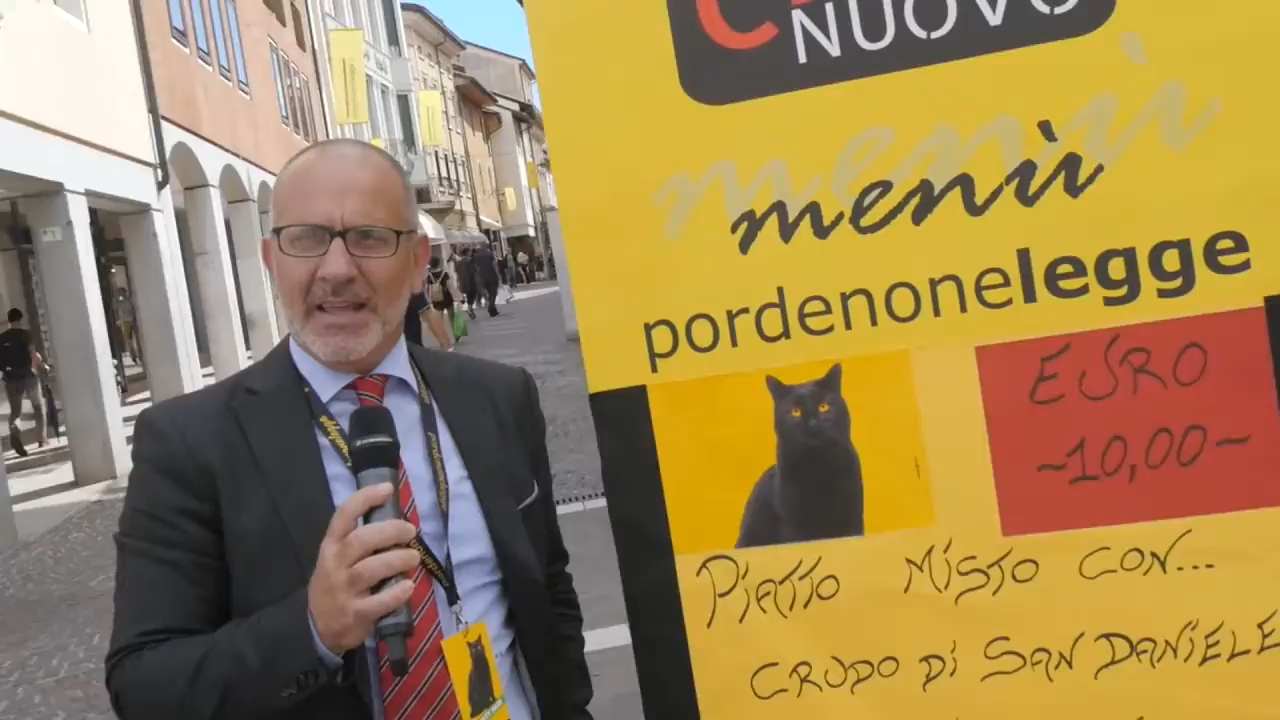 NUOVO
menù
menù
pordenonelegge
EURO
~10,00~
PIATTO MISTO CON...
CRUDO DI SAN DANIELE